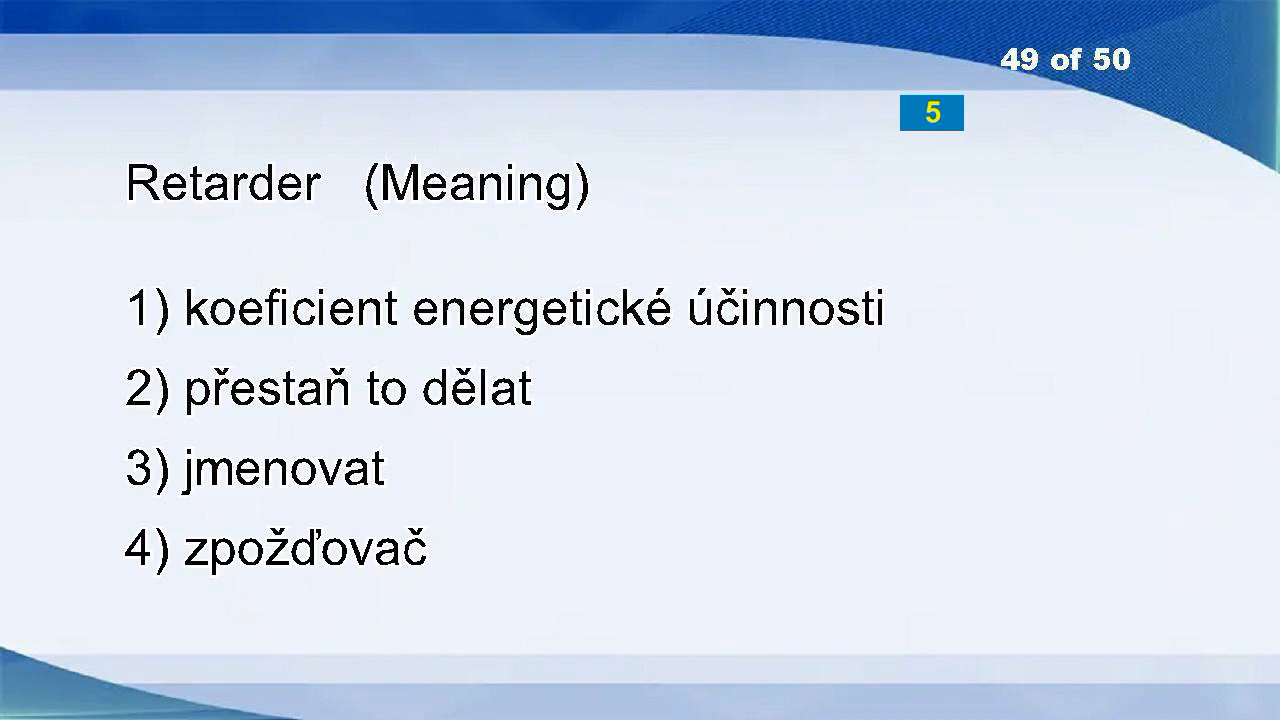 49 of 50
5
Retarder (Meaning)
1) koeficient energetické účinnosti
2) přestaň to dělat
3) jmenovat
4) zpožďovač